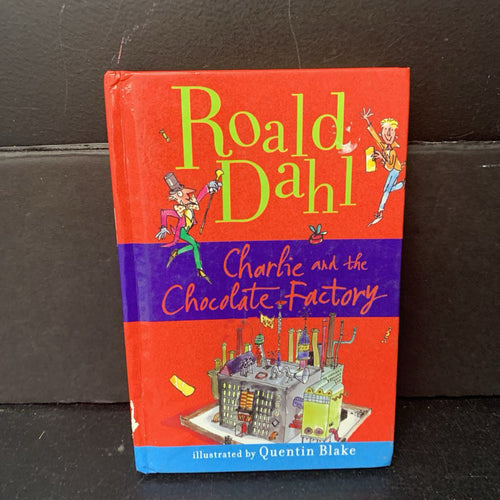 Roald
Dahl
Charlie and the
Chocolate Factory
illustrated by Quentin Blake